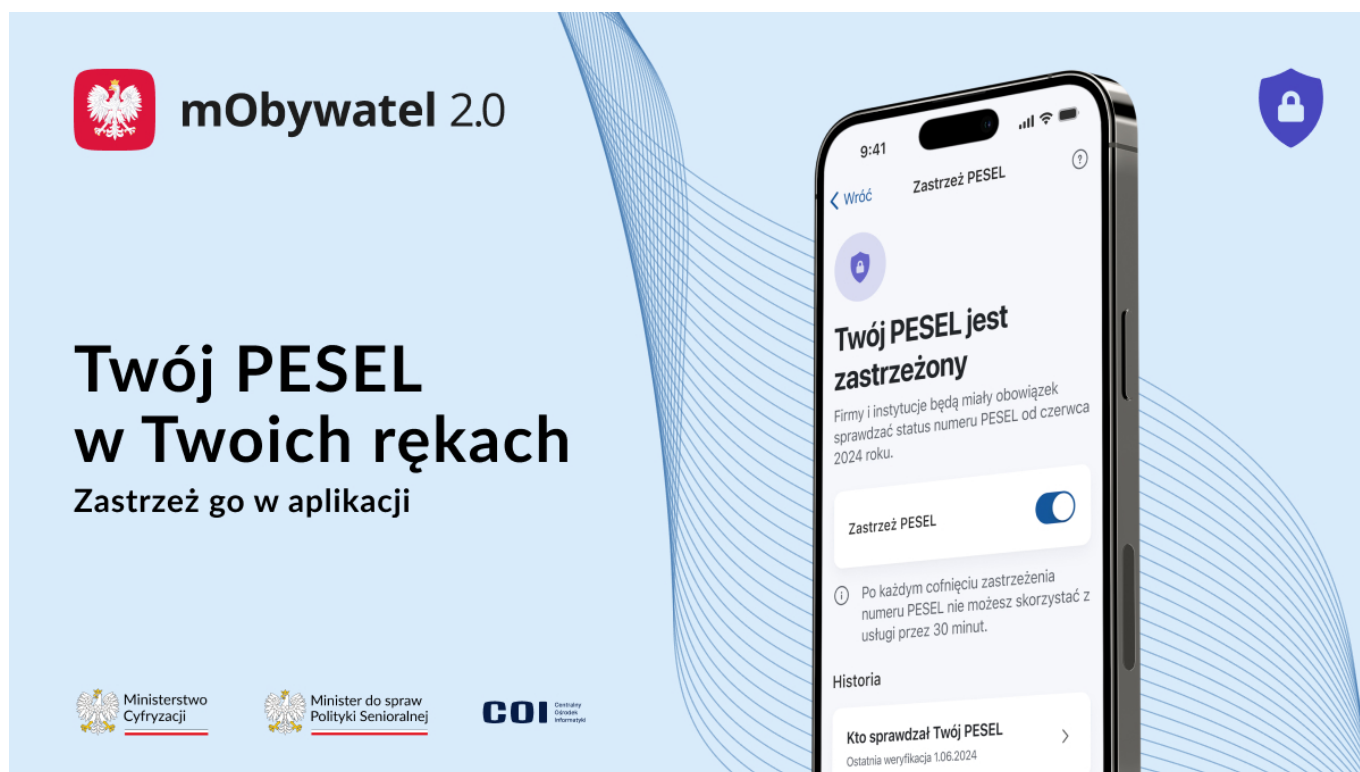 mObywatel 2.0
Twój PESEL
w Twoich rękach
Zastrzeż go w aplikacji
Ministerstwo
Cyfryzacji
Minister do spraw
Polityki Senioralnej
COI
Centralny
Ośrodek
Informatyki
9:41
Wróć
Zastrzeż PESEL
?
Twój PESEL jest
zastrzeżony
Firmy i instytucje będą miały obowiązek
sprawdzać status numeru PESEL od czerwca
2024 roku.
Zastrzeż PESEL
Po każdym cofnięciu zastrzeżenia
numeru PESEL nie możesz skorzystać z
usługi przez 30 minut.
Historia
Kto sprawdzał Twój PESEL
Ostatnia weryfikacja 1.06.2024